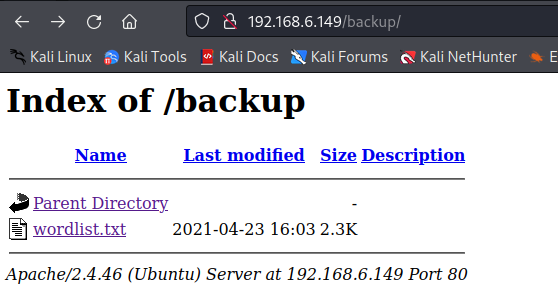 192.168.6.149/backup/
Kali Linux Kali Tools Kali Docs Kali Forums Kali NetHunter E
Index of /backup
Name Last modified Size Description
Parent Directory -
wordlist.txt 2021-04-23 16:03 2.3K
Apache/2.4.46 (Ubuntu) Server at 192.168.6.149 Port 80